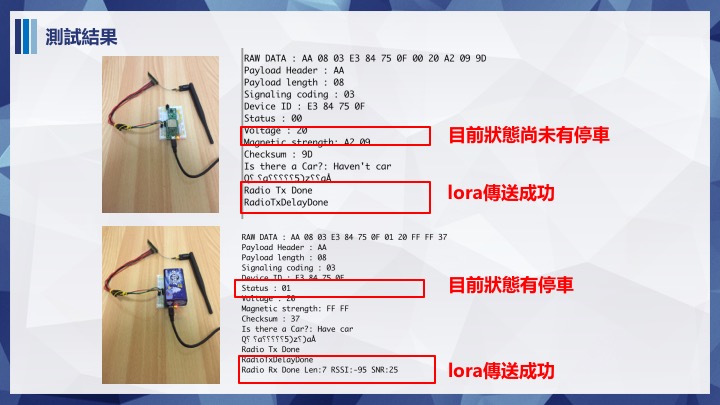 測試結果
RAW DATA : AA 08 03 E3 84 75 0F 00 20 A2 09 9D
Payload Header : AA
Payload length : 08
Signaling coding : 03
Device ID : E3 84 75 0F
Status : 00
Voltage : 20
Magnetic strength: A2 09
Checksum : 9D
Is there a Car?: Haven't car
Radio Tx Done
RadioTxDelayDone
目前狀態尚未有停車
lora傳送成功
RAW DATA : AA 08 03 E3 84 75 0F 01 20 FF FF 37
Payload Header : AA
Payload length : 08
Signaling coding : 03
Device ID : E3 84 75 0F
Status : 01
Voltage : 20
Magnetic strength: FF FF
Checksum : 37
Is there a Car?: Have car
Radio Tx Done
RadioTxDelayDone
Radio Rx Done Len:7 RSSI:-95 SNR:25
目前狀態有停車
lora傳送成功